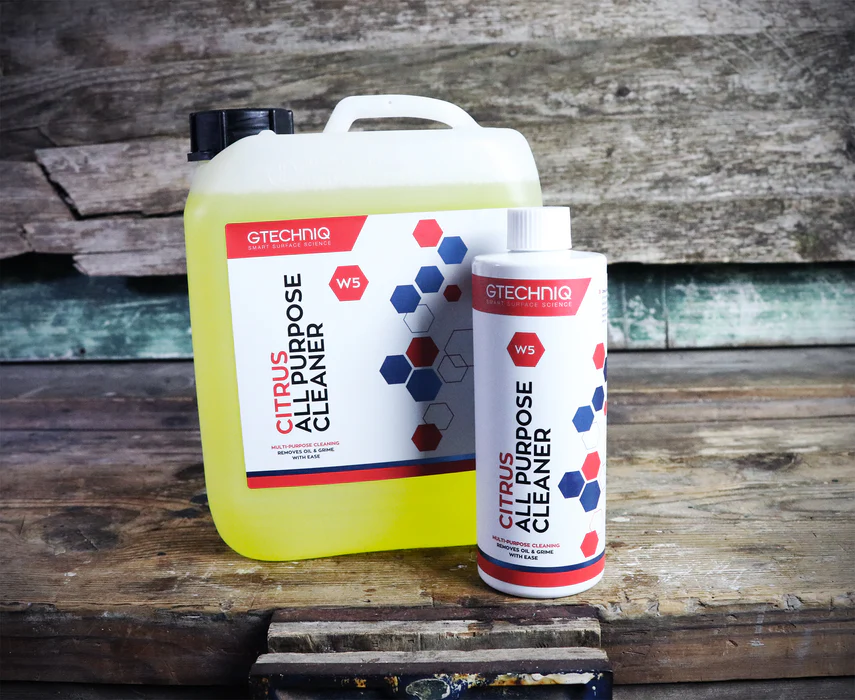 GTECHNIQ
SMART SURFACE SCIENCE
W5
CITRUS
ALL PURPOSE
CLEANER
MULTI-PURPOSE CLEANING
REMOVES OIL & GRIME
WITH EASE
GTECHNIQ
SMART SURFACE SCIENCE
W5
CITRUS
ALL PURPOSE
CLEANER
MULTI-PURPOSE CLEANING
REMOVES OIL & GRIME
WITH EASE